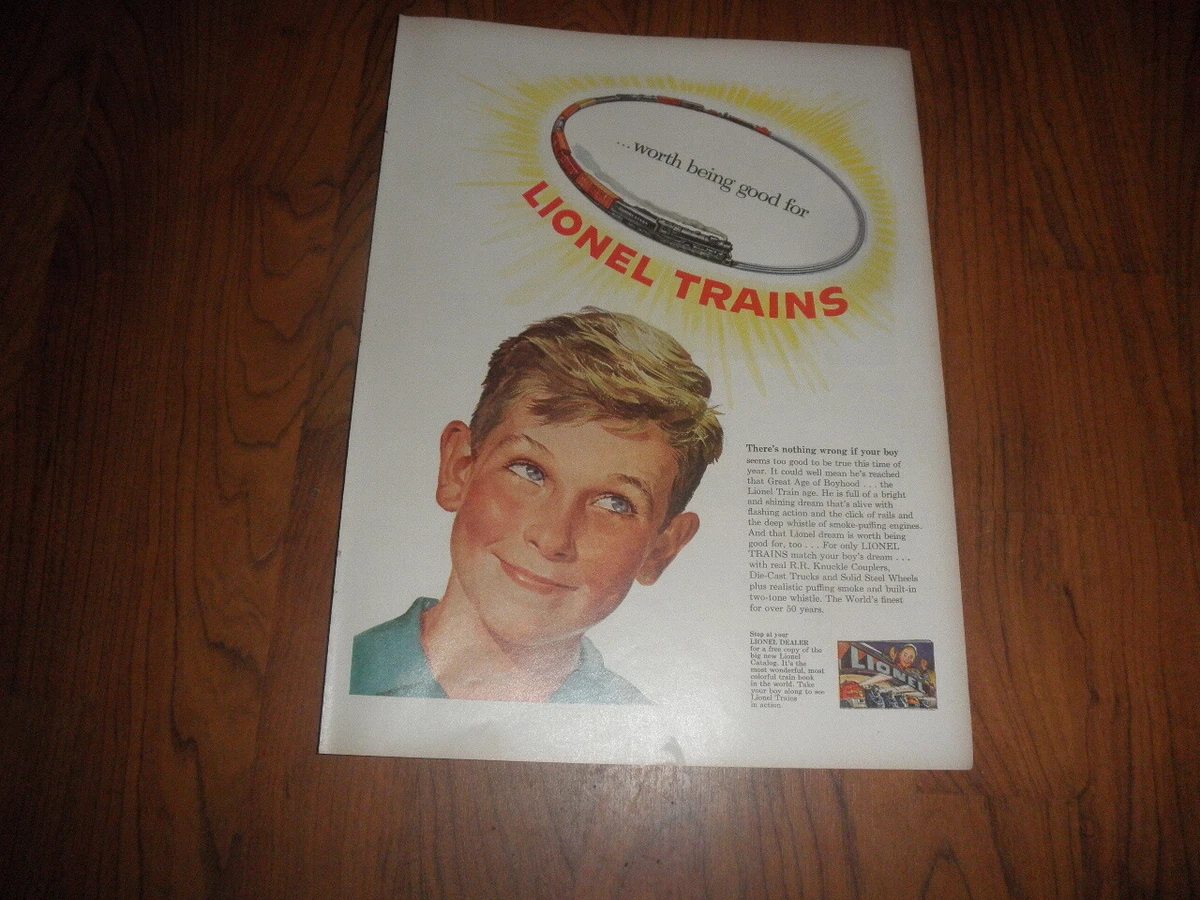 ...worth being good for
LIONEL TRAINS
There's nothing wrong if your boy
seems too good to be true this time of
year. It could well mean he's reached
that Great Age of Boyhood . . . the
Lionel Train age. He is full of a bright
and shining dream that's alive with
flashing action and the click of rails and
the deep whistle of smoke-puffing engines.
And that Lionel dream is worth being
good for, too . . . For only LIONEL
TRAINS match your boy's dream . . .
with real R.R. Knuckle Couplers,
Die-Cast Trucks and Solid Steel Wheels
plus realistic puffing smoke and built-in
two-tone whistle. The World's finest
for over 50 years.
Stop at your
LIONEL DEALER
for a free copy of the
big new Lionel
Catalog. It's the
most wonderful, most
colorful train book
in the world. Take
your boy along to see
Lionel Trains
in action
LIONEL